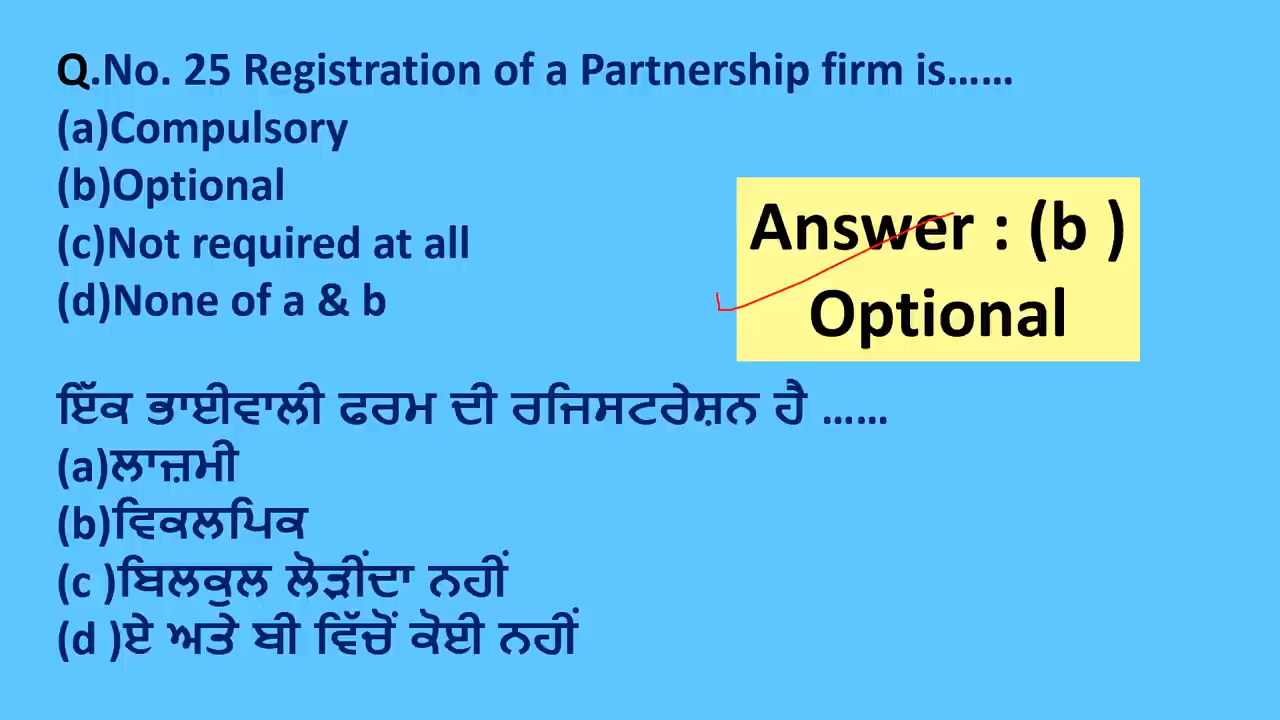 Q.No. 25 Registration of a Partnership firm is……
(a)Compulsory
(b)Optional
(c)Not required at all
(d)None of a & b
Answer : (b )
Optional
ਇੱਕ ਭਾਈਵਾਲੀ ਫਰਮ ਦੀ ਰਜਿਸਟਰੇਸ਼ਨ ਹੈ ……
(a)ਲਾਜ਼ਮੀ
(b)ਵਿਕਲਪਿਕ
(c )ਬਿਲਕੁਲ ਲੋੜੀਂਦਾ ਨਹੀਂ
(d )ਏ ਅਤੇ ਬੀ ਵਿੱਚੋਂ ਕੋਈ ਨਹੀਂ